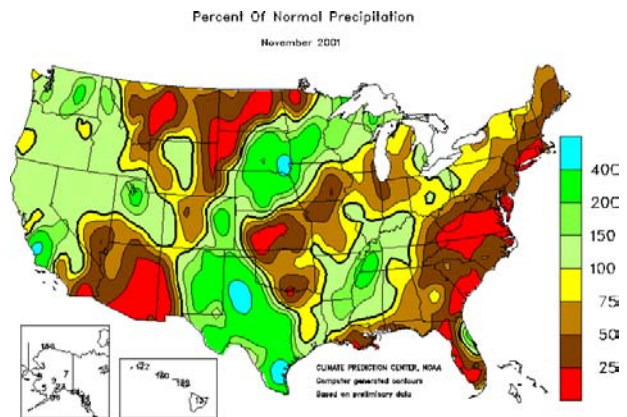 Percent Of Normal Precipitation
November 2001
400
200
150
100
75
50
25
CLIMATE PREDICTION CENTER, NOAA
Computer generated contours
Based on preliminary data